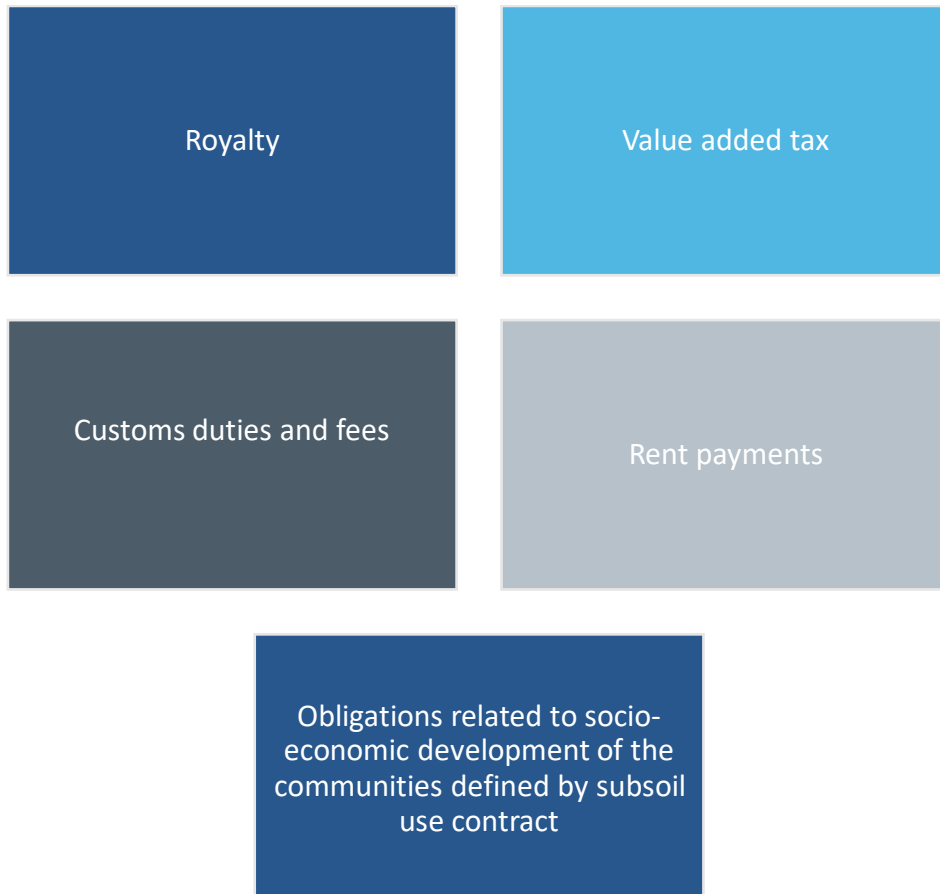 Royalty
Value added tax
Customs duties and fees
Rent payments
Obligations related to socio-
economic development of the
communities defined by subsoil
use contract